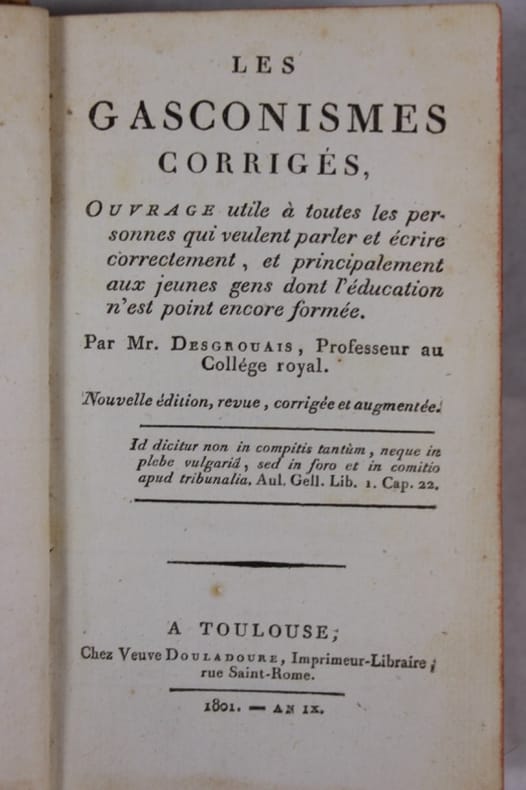 LES
GASCONISMES
CORRIGÉS,
OUVRAGE utile à toutes les per-
sonnes qui veulent parler et écrire
correctement, et principalement
aux jeunes gens dont l'éducation
n'est point encore formée.
Par Mr. DESGROUAIS, Professeur au
Collége royal.
Nouvelle édition, revue, corrigée et augmentée.
Id dicitur non in compitis tantùm, neque in
plebe vulgariâ, sed in foro et in comitio
apud tribunalia. Aul. Gell. Lib. 1. Cap. 22.
A TOULOUSE,
Chez Veuve DOULADOURE, Imprimeur-Libraire,
rue Saint-Rome.
1801. — AN IX.